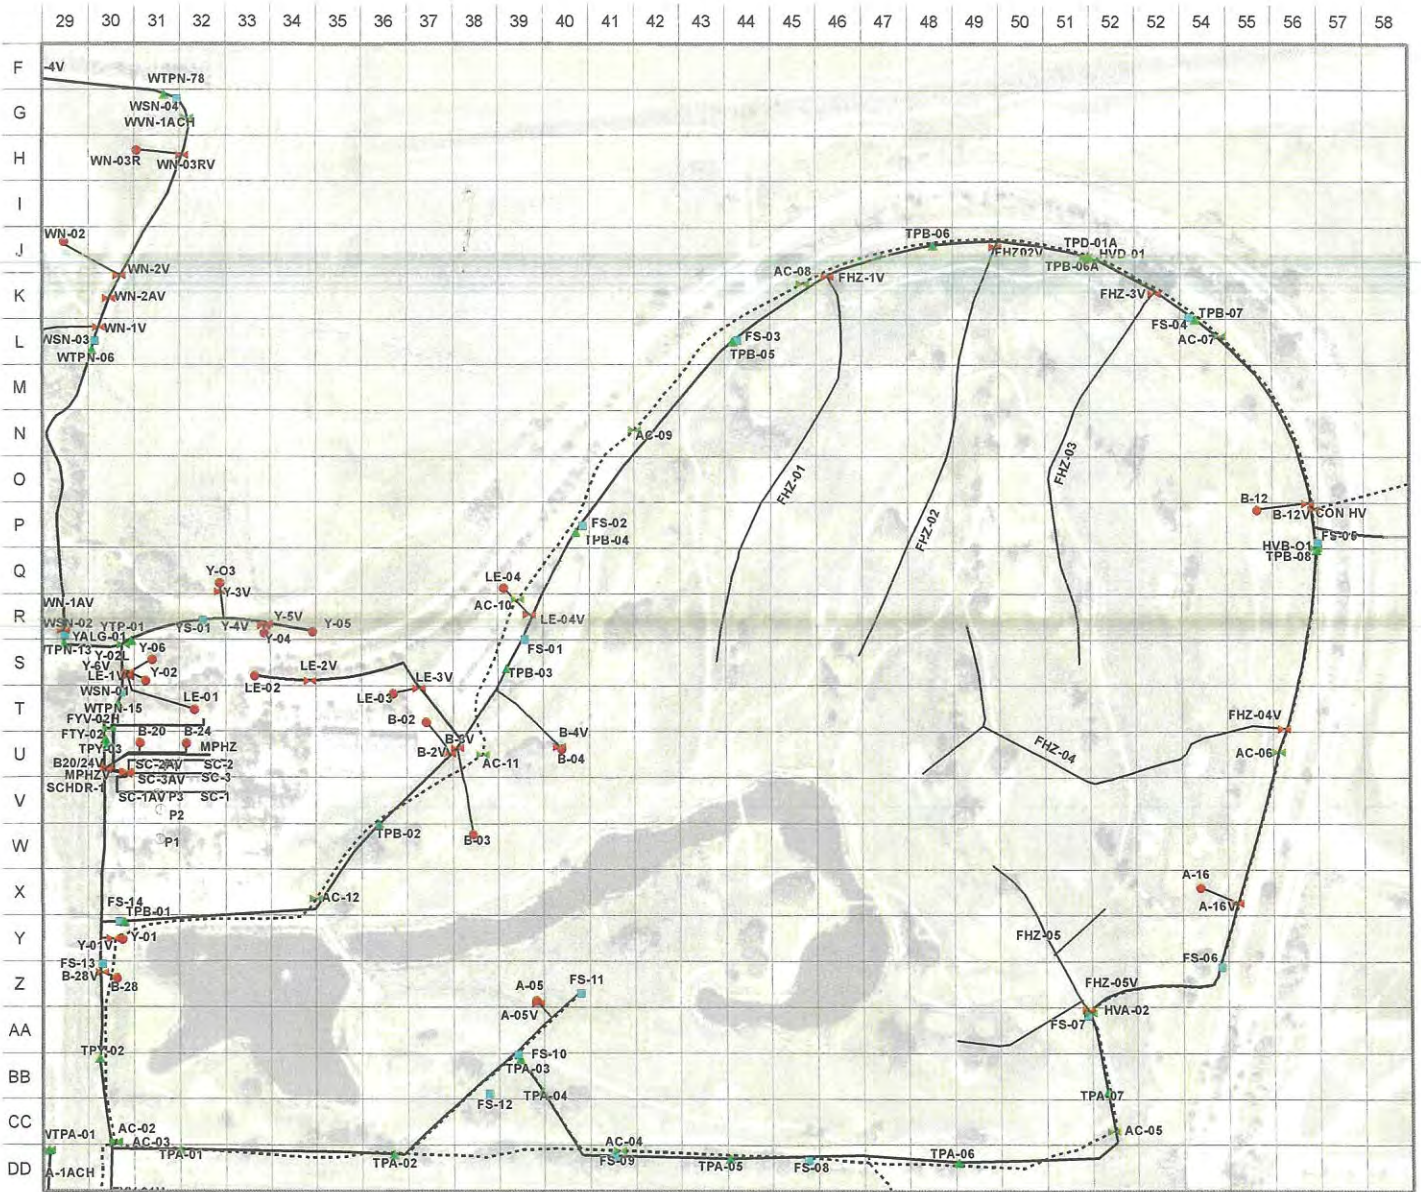 29 30 31 32 33 34 35 36 37 38 39 40 41 42 43 44 45 46 47 48 49 50 51 52 52 54 55 56 57 58
F
-4V
WTPN-78
G
WSN-04
WVN-1ACH
H
WN-03R
WN-03RV
I
WN-02
TPB-06
J
FHZ02V
TPD-01A
HVD-01
TPB-06A
WN-2V
AC-08
FHZ-1V
K
WN-2AV
FHZ-3V
WN-1V
FS-04
TPB-07
L
WSN-03
FS-03
AC-07
WTPN-06
TPB-05
M
N
AC-09
O
FHZ-01
FHZ-03
P
B-12
B-12V
CON HV
FS-02
FHZ-02
FS-05
TPB-04
HVB-O1
TPB-08
Q
Y-O3
LE-04
Y-3V
WN-1AV
AC-10
R
WSN-02
YTP-01
YS-01
Y-4V
Y-5V
Y-05
LE-04V
YALG-01
Y-04
TPN-13
FS-01
S
Y-02L
Y-06
Y-6V
Y-02
LE-1V
LE-2V
LE-3V
TPB-03
LE-02
WSN-01
LE-01
LE-03
T
WTPN-15
FYV-02H
B-02
FHZ-04V
FTY-02
B-20
B-24
B-3V
B-4V
U
TPY-03
MPHZ
B-2V
B-04
FHZ-04
AC-06
B20/24V
SC-2AV
SC-2
AC-11
MPHZV
SC-3AV
SC-3
SCHDR-1
V
SC-1AV
P3
SC-1
P2
TPB-02
W
P1
B-03
A-16
X
AC-12
FS-14
TPB-01
A-16V
Y
Y-01V
Y-01
FHZ-05
FS-13
FS-06
Z
B-28V
B-28
A-05
FS-11
FHZ-05V
A-05V
HVA-02
AA
FS-07
TPY-02
FS-10
BB
TPA-03
FS-12
TPA-04
TPA-07
CC
WTPA-01
AC-02
AC-03
AC-04
AC-05
DD
A-1ACH
TPA-01
TPA-02
FS-09
TPA-05
FS-08
TPA-06